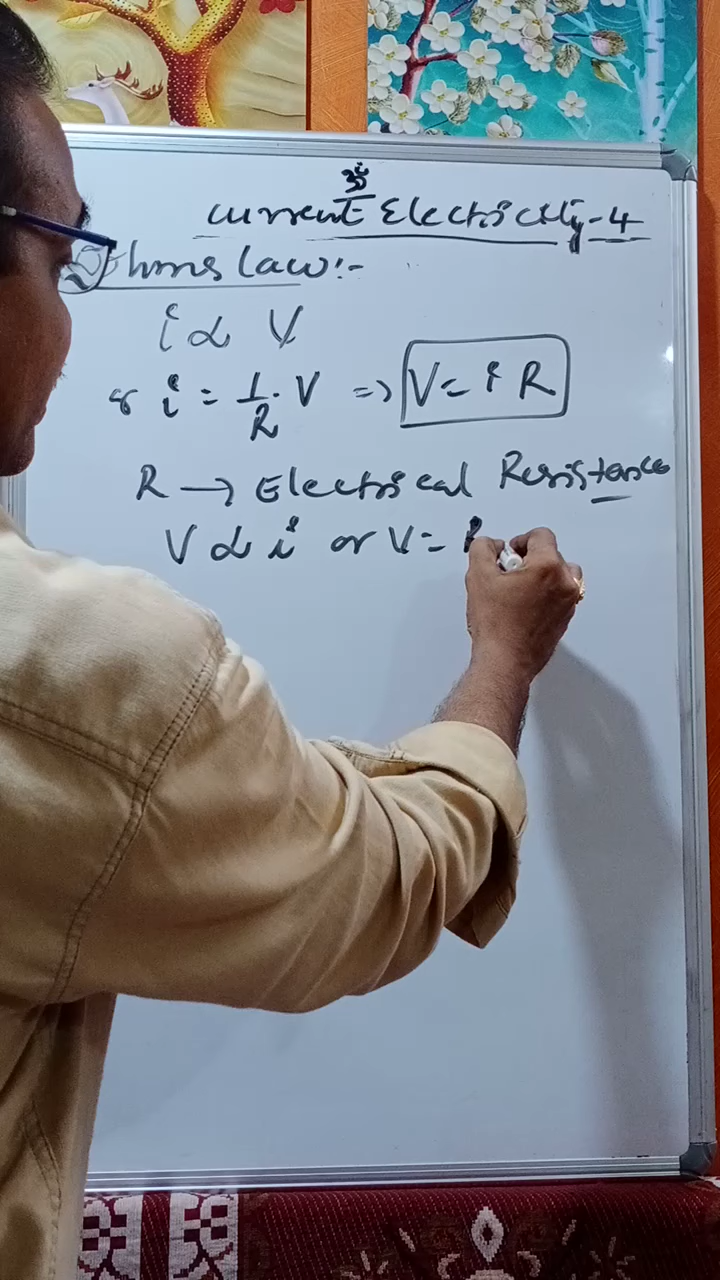 ॐ
Current Electricity-4
Ohms law:-
i ∝ V
or i = 1/R · V => V = i R
R → Electrical Resistance
V ∝ i or V =